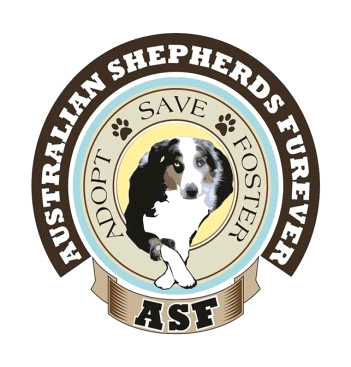 AUSTRALIAN SHEPHERDS FUREVER
ADOPT SAVE FOSTER
ASF